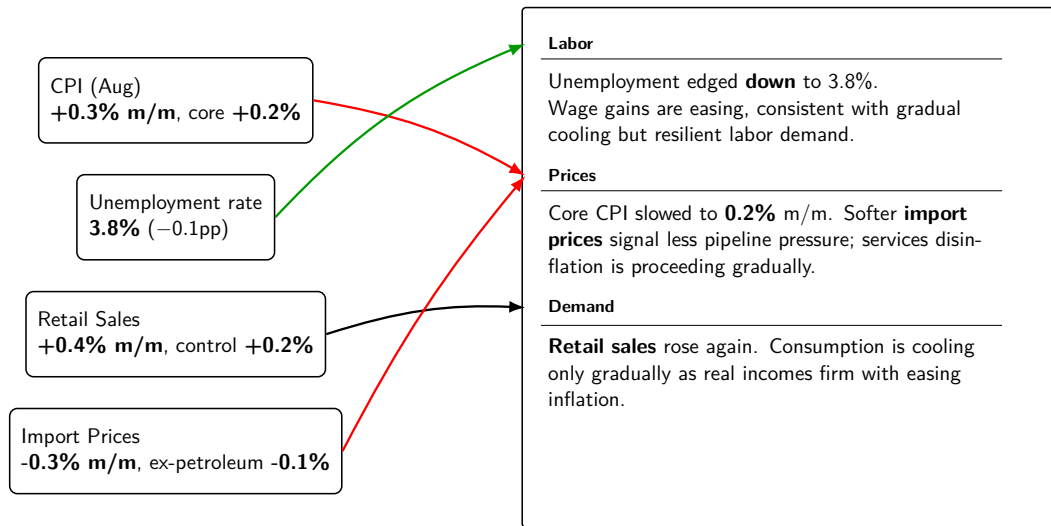 CPI (Aug)
+0.3% m/m, core +0.2%
Unemployment rate
3.8% (−0.1pp)
Retail Sales
+0.4% m/m, control +0.2%
Import Prices
-0.3% m/m, ex-petroleum -0.1%
Labor
Unemployment edged down to 3.8%.
Wage gains are easing, consistent with gradual
cooling but resilient labor demand.
Prices
Core CPI slowed to 0.2% m/m. Softer import
prices signal less pipeline pressure; services disin-
flation is proceeding gradually.
Demand
Retail sales rose again. Consumption is cooling
only gradually as real incomes firm with easing
inflation.